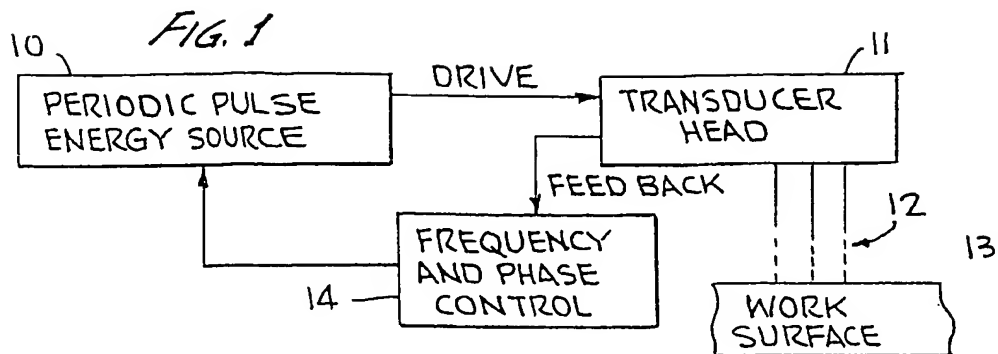 FIG. 1
10
PERIODIC PULSE
ENERGY SOURCE
DRIVE
11
TRANSDUCER
HEAD
FEED BACK
12
13
FREQUENCY
AND PHASE
CONTROL
14
WORK
SURFACE